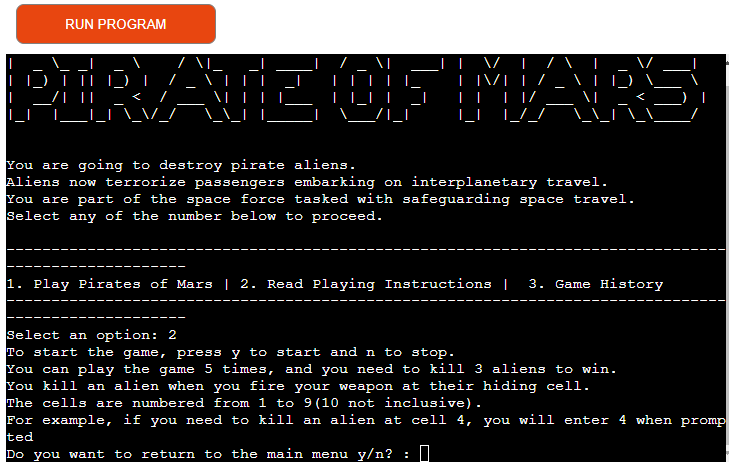 RUN PROGRAM
PIRATE OF MARS
You are going to destroy pirate aliens.
Aliens now terrorize passengers embarking on interplanetary travel.
You are part of the space force tasked with safeguarding space travel.
Select any of the number below to proceed.
--------------------------------------------------------------------------------
--------------------
1. Play Pirates of Mars | 2. Read Playing Instructions |  3. Game History
--------------------------------------------------------------------------------
--------------------
Select an option: 2
To start the game, press y to start and n to stop.
You can play the game 5 times, and you need to kill 3 aliens to win.
You kill an alien when you fire your weapon at their hiding cell.
The cells are numbered from 1 to 9(10 not inclusive).
For example, if you need to kill an alien at cell 4, you will enter 4 when promp
ted
Do you want to return to the main menu y/n? :